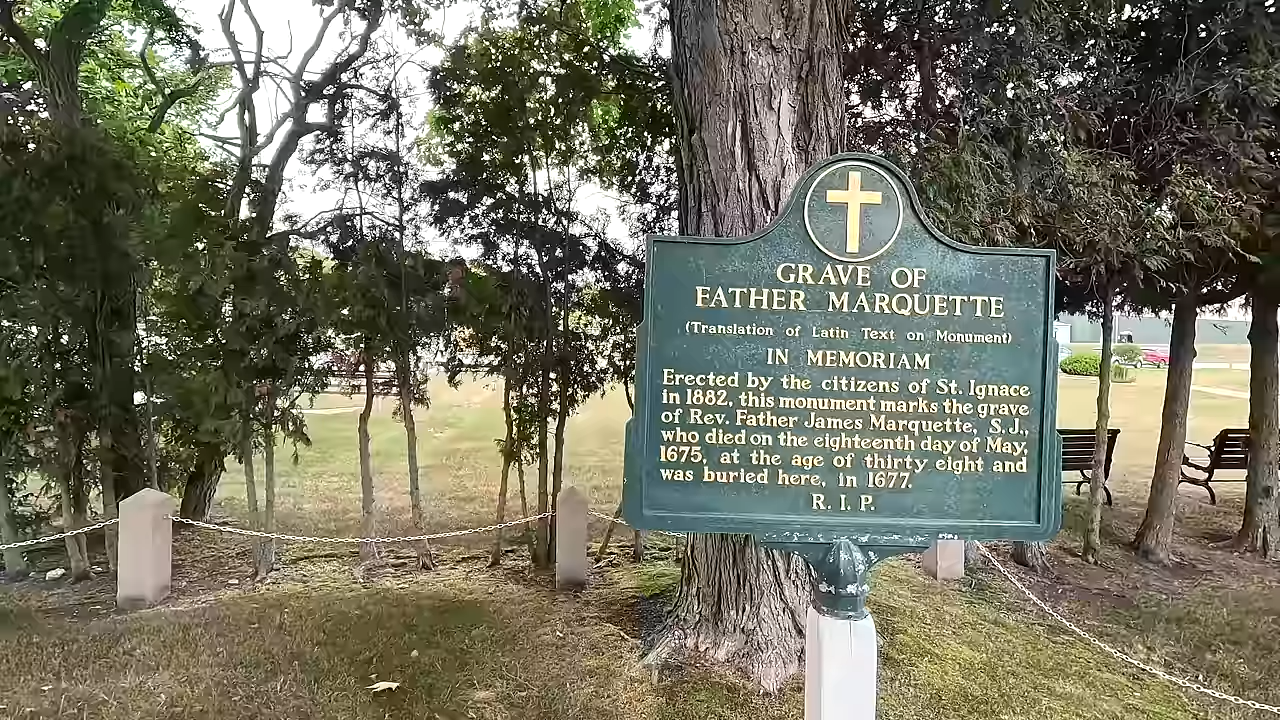 GRAVE OF
FATHER MARQUETTE
(Translation of Latin Text on Monument)
IN MEMORIAM
Erected by the citizens of St. Ignace
in 1882, this monument marks the grave
of Rev. Father James Marquette, S.J.,
who died on the eighteenth day of May,
1675, at the age of thirty eight and
was buried here, in 1677.
R. I. P.